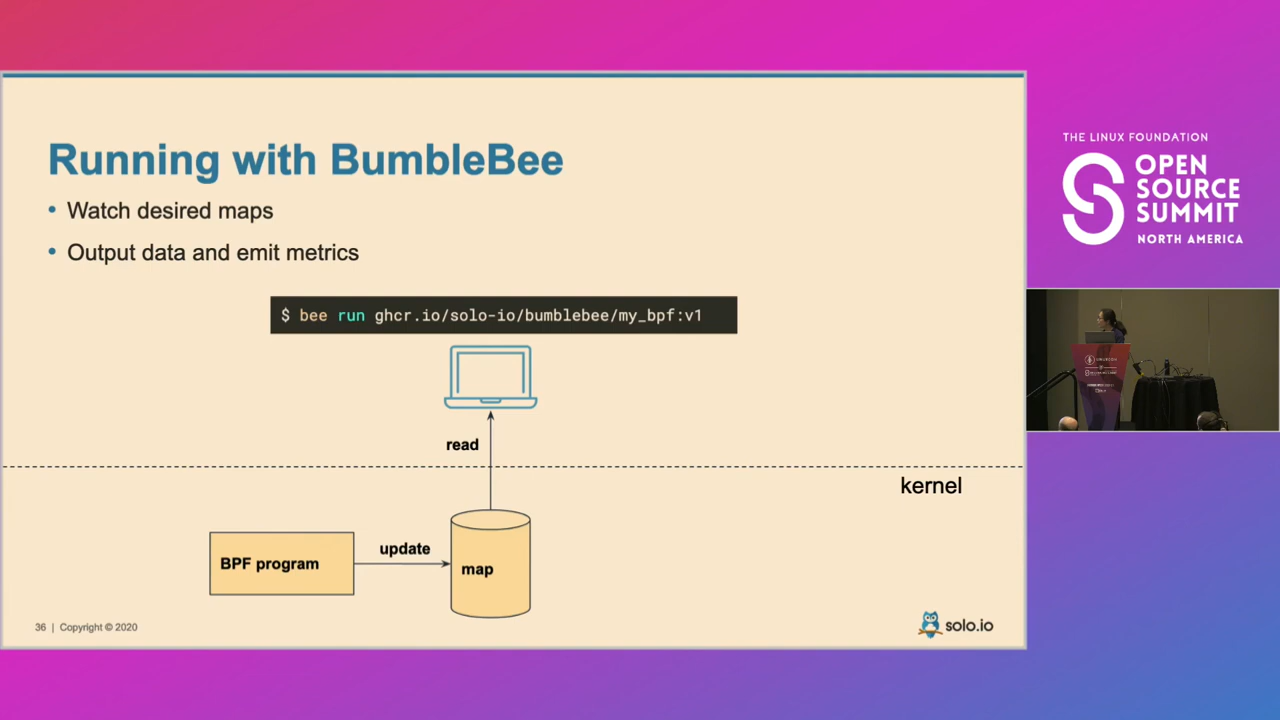 Running with BumbleBee
• Watch desired maps
• Output data and emit metrics
$ bee run ghcr.io/solo-io/bumblebee/my_bpf:v1
read
kernel
BPF program
update
map
36 | Copyright © 2020
solo.io
THE LINUX FOUNDATION
OPEN
SOURCE
SUMMIT
NORTH AMERICA